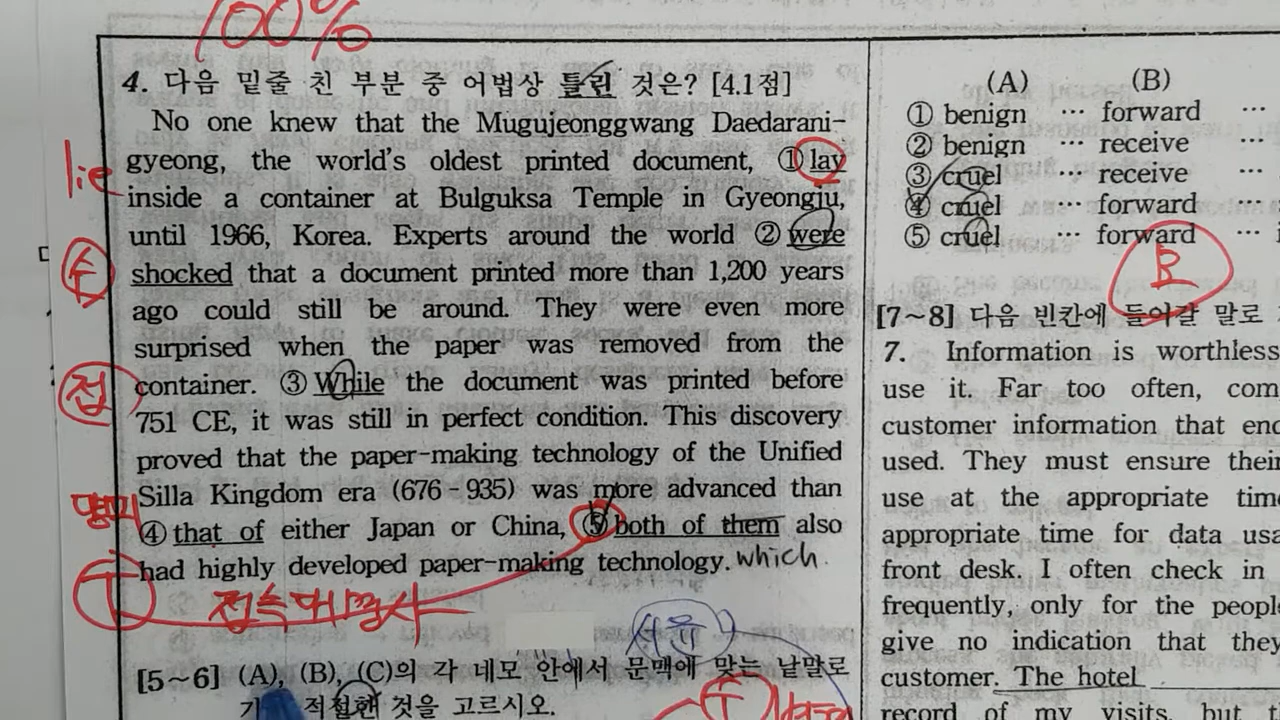 100%
4. 다음 밑줄 친 부분 중 어법상 틀린 것은? [4.1점]
No one knew that the Mugujeonggwang Daedarani-
gyeong, the world's oldest printed document, ① lay
lie
inside a container at Bulguksa Temple in Gyeongju,
until 1966, Korea. Experts around the world ② were
shocked that a document printed more than 1,200 years
수
ago could still be around. They were even more
surprised when the paper was removed from the
container. ③ While the document was printed before
접
751 CE, it was still in perfect condition. This discovery
proved that the paper-making technology of the Unified
Silla Kingdom era (676-935) was more advanced than
④ that of either Japan or China, ⑤ both of them also
had highly developed paper-making technology. which.
접속대명사
[5~6] (A), (B), (C)의 각 네모 안에서 문맥에 맞는 낱말로
적절한 것을 고르시오.
(A) (B)
① benign … forward …
② benign … receive …
③ cruel … receive …
④ cruel … forward …
⑤ cruel … forward …
B
[7~8] 다음 빈칸에 들어갈 말로
7. Information is worthless
use it. Far too often, com
customer information that enc
used. They must ensure their
use at the appropriate time
appropriate time for data usa
front desk. I often check in
frequently, only for the people
give no indication that they
customer. The hotel
record of my visits, but t